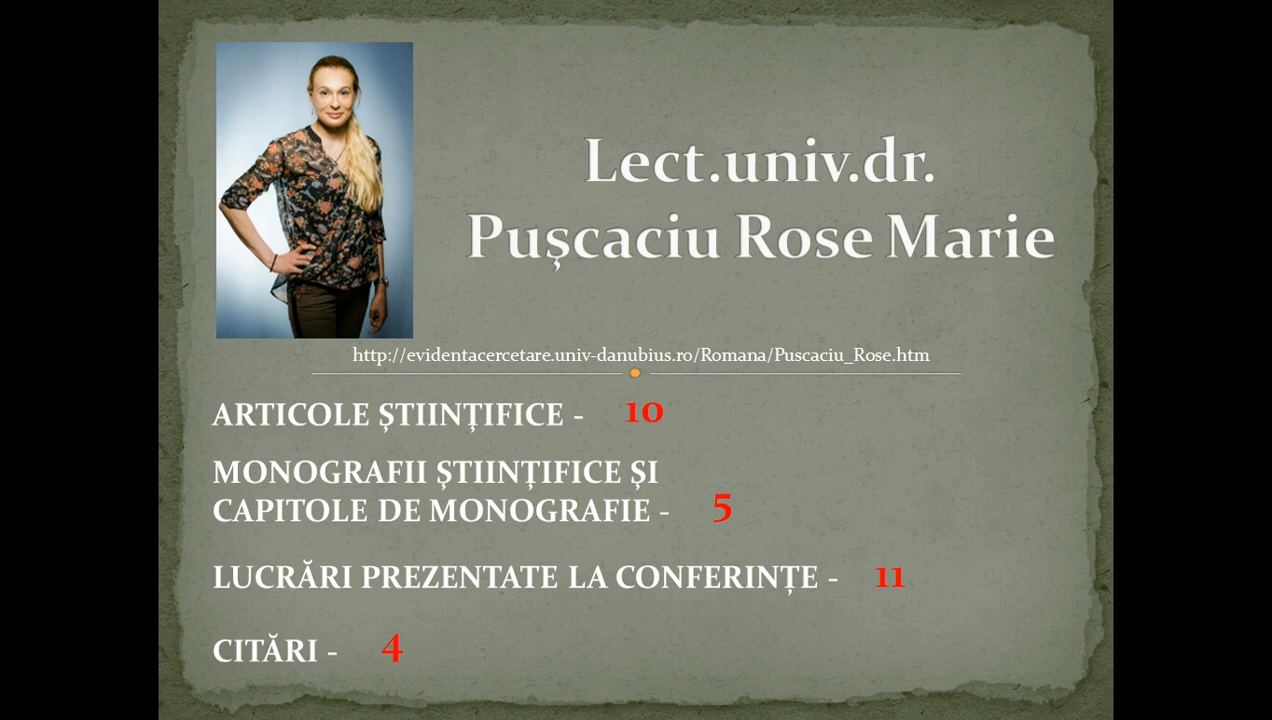 Lect.univ.dr.
Pușcaciu Rose Marie
http://evidentacercetare.univ-danubius.ro/Romana/Puscaciu_Rose.htm
ARTICOLE ȘTIINȚIFICE - 10
MONOGRAFII ȘTIINȚIFICE ȘI
CAPITOLE DE MONOGRAFIE - 5
LUCRĂRI PREZENTATE LA CONFERINȚE - 11
CITĂRI - 4